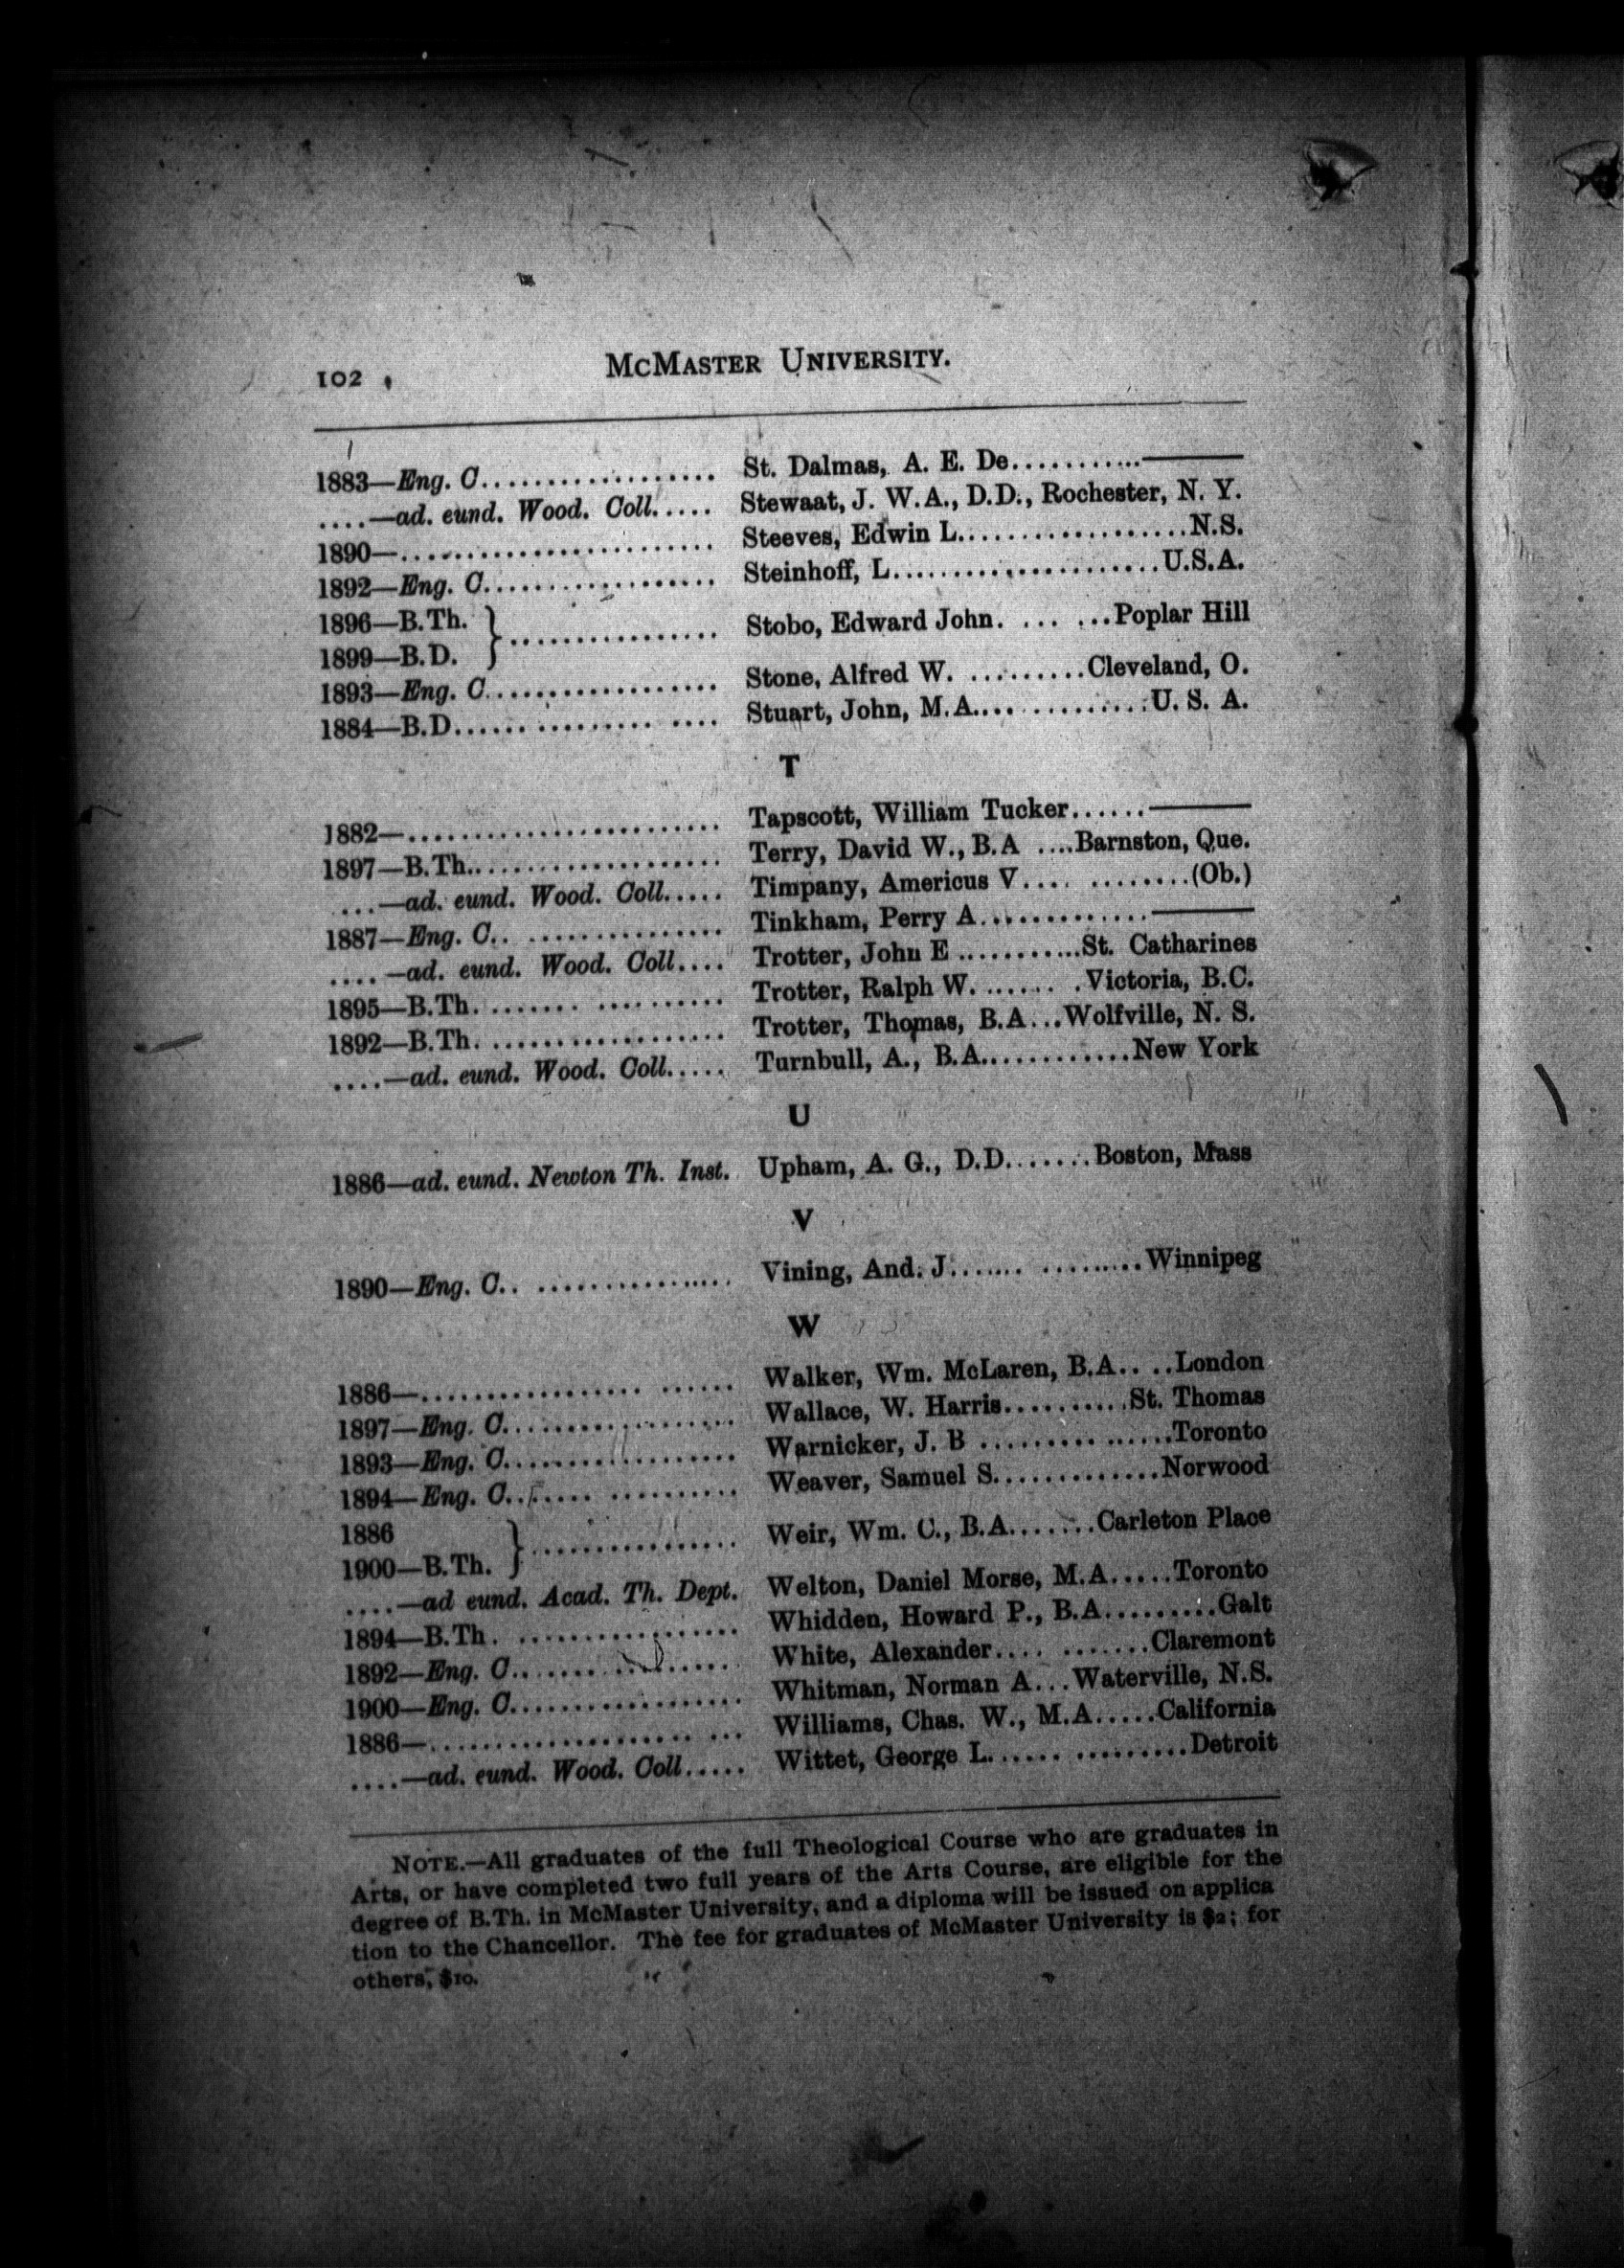 102
McMaster University.
1883—Eng. C.................. St. Dalmas, A. E. De...........———
....—ad. eund. Wood. Coll..... Stewaat, J. W. A., D.D., Rochester, N. Y.
1890—........................ Steeves, Edwin L...................N.S.
1892—Eng. C.................. Steinhoff, L......................U.S.A.
1896—B.Th. }
................ Stobo, Edward John. ... ...Poplar Hill
1899—B.D. }
1893—Eng. C.................. Stone, Alfred W. .........Cleveland, O.
1884—B.D...... ......... .... Stuart, John, M.A..............U. S. A.
T
1882—........................ Tapscott, William Tucker......———
1897—B.Th.................... Terry, David W., B.A ....Barnston, Que.
...—ad. eund. Wood. Coll..... Timpany, Americus V.... ........(Ob.)
1887—Eng. C.. ............... Tinkham, Perry A..............———
....—ad. eund. Wood. Coll.... Trotter, John E ...........St. Catharines
1895—B.Th. ....... .......... Trotter, Ralph W. ...... .Victoria, B.C.
1892—B.Th. .................. Trotter, Thomas, B.A...Wolfville, N. S.
....—ad. eund. Wood. Coll..... Turnbull, A., B.A............New York
U
1886—ad. eund. Newton Th. Inst. Upham, A. G., D.D.......Boston, Mass
V
1890—Eng. C.. ............... Vining, And. J....... .........Winnipeg
W
1886—................. ...... Walker, Wm. McLaren, B.A.. ..London
1897—Eng. C.................. Wallace, W. Harris..........St. Thomas
1893—Eng. C.................. Warnicker, J. B ......... ......Toronto
1894—Eng. C....... .......... Weaver, Samuel S.............Norwood
1886 }
................ Weir, Wm. C., B.A.......Carleton Place
1900—B.Th. }
....—ad eund. Acad. Th. Dept. Welton, Daniel Morse, M.A.....Toronto
1894—B.Th. ................. Whidden, Howard P., B.A.........Galt
1892—Eng. C.................. White, Alexander.... .......Claremont
1900—Eng. C.................. Whitman, Norman A...Waterville, N.S.
1886—..................... ... Williams, Chas. W., M.A.....California
....—ad. eund. Wood. Coll..... Wittet, George L...... .........Detroit
Note.—All graduates of the full Theological Course who are graduates in
Arts, or have completed two full years of the Arts Course, are eligible for the
degree of B.Th. in McMaster University, and a diploma will be issued on applica
tion to the Chancellor. The fee for graduates of McMaster University is $2; for
others, $10.